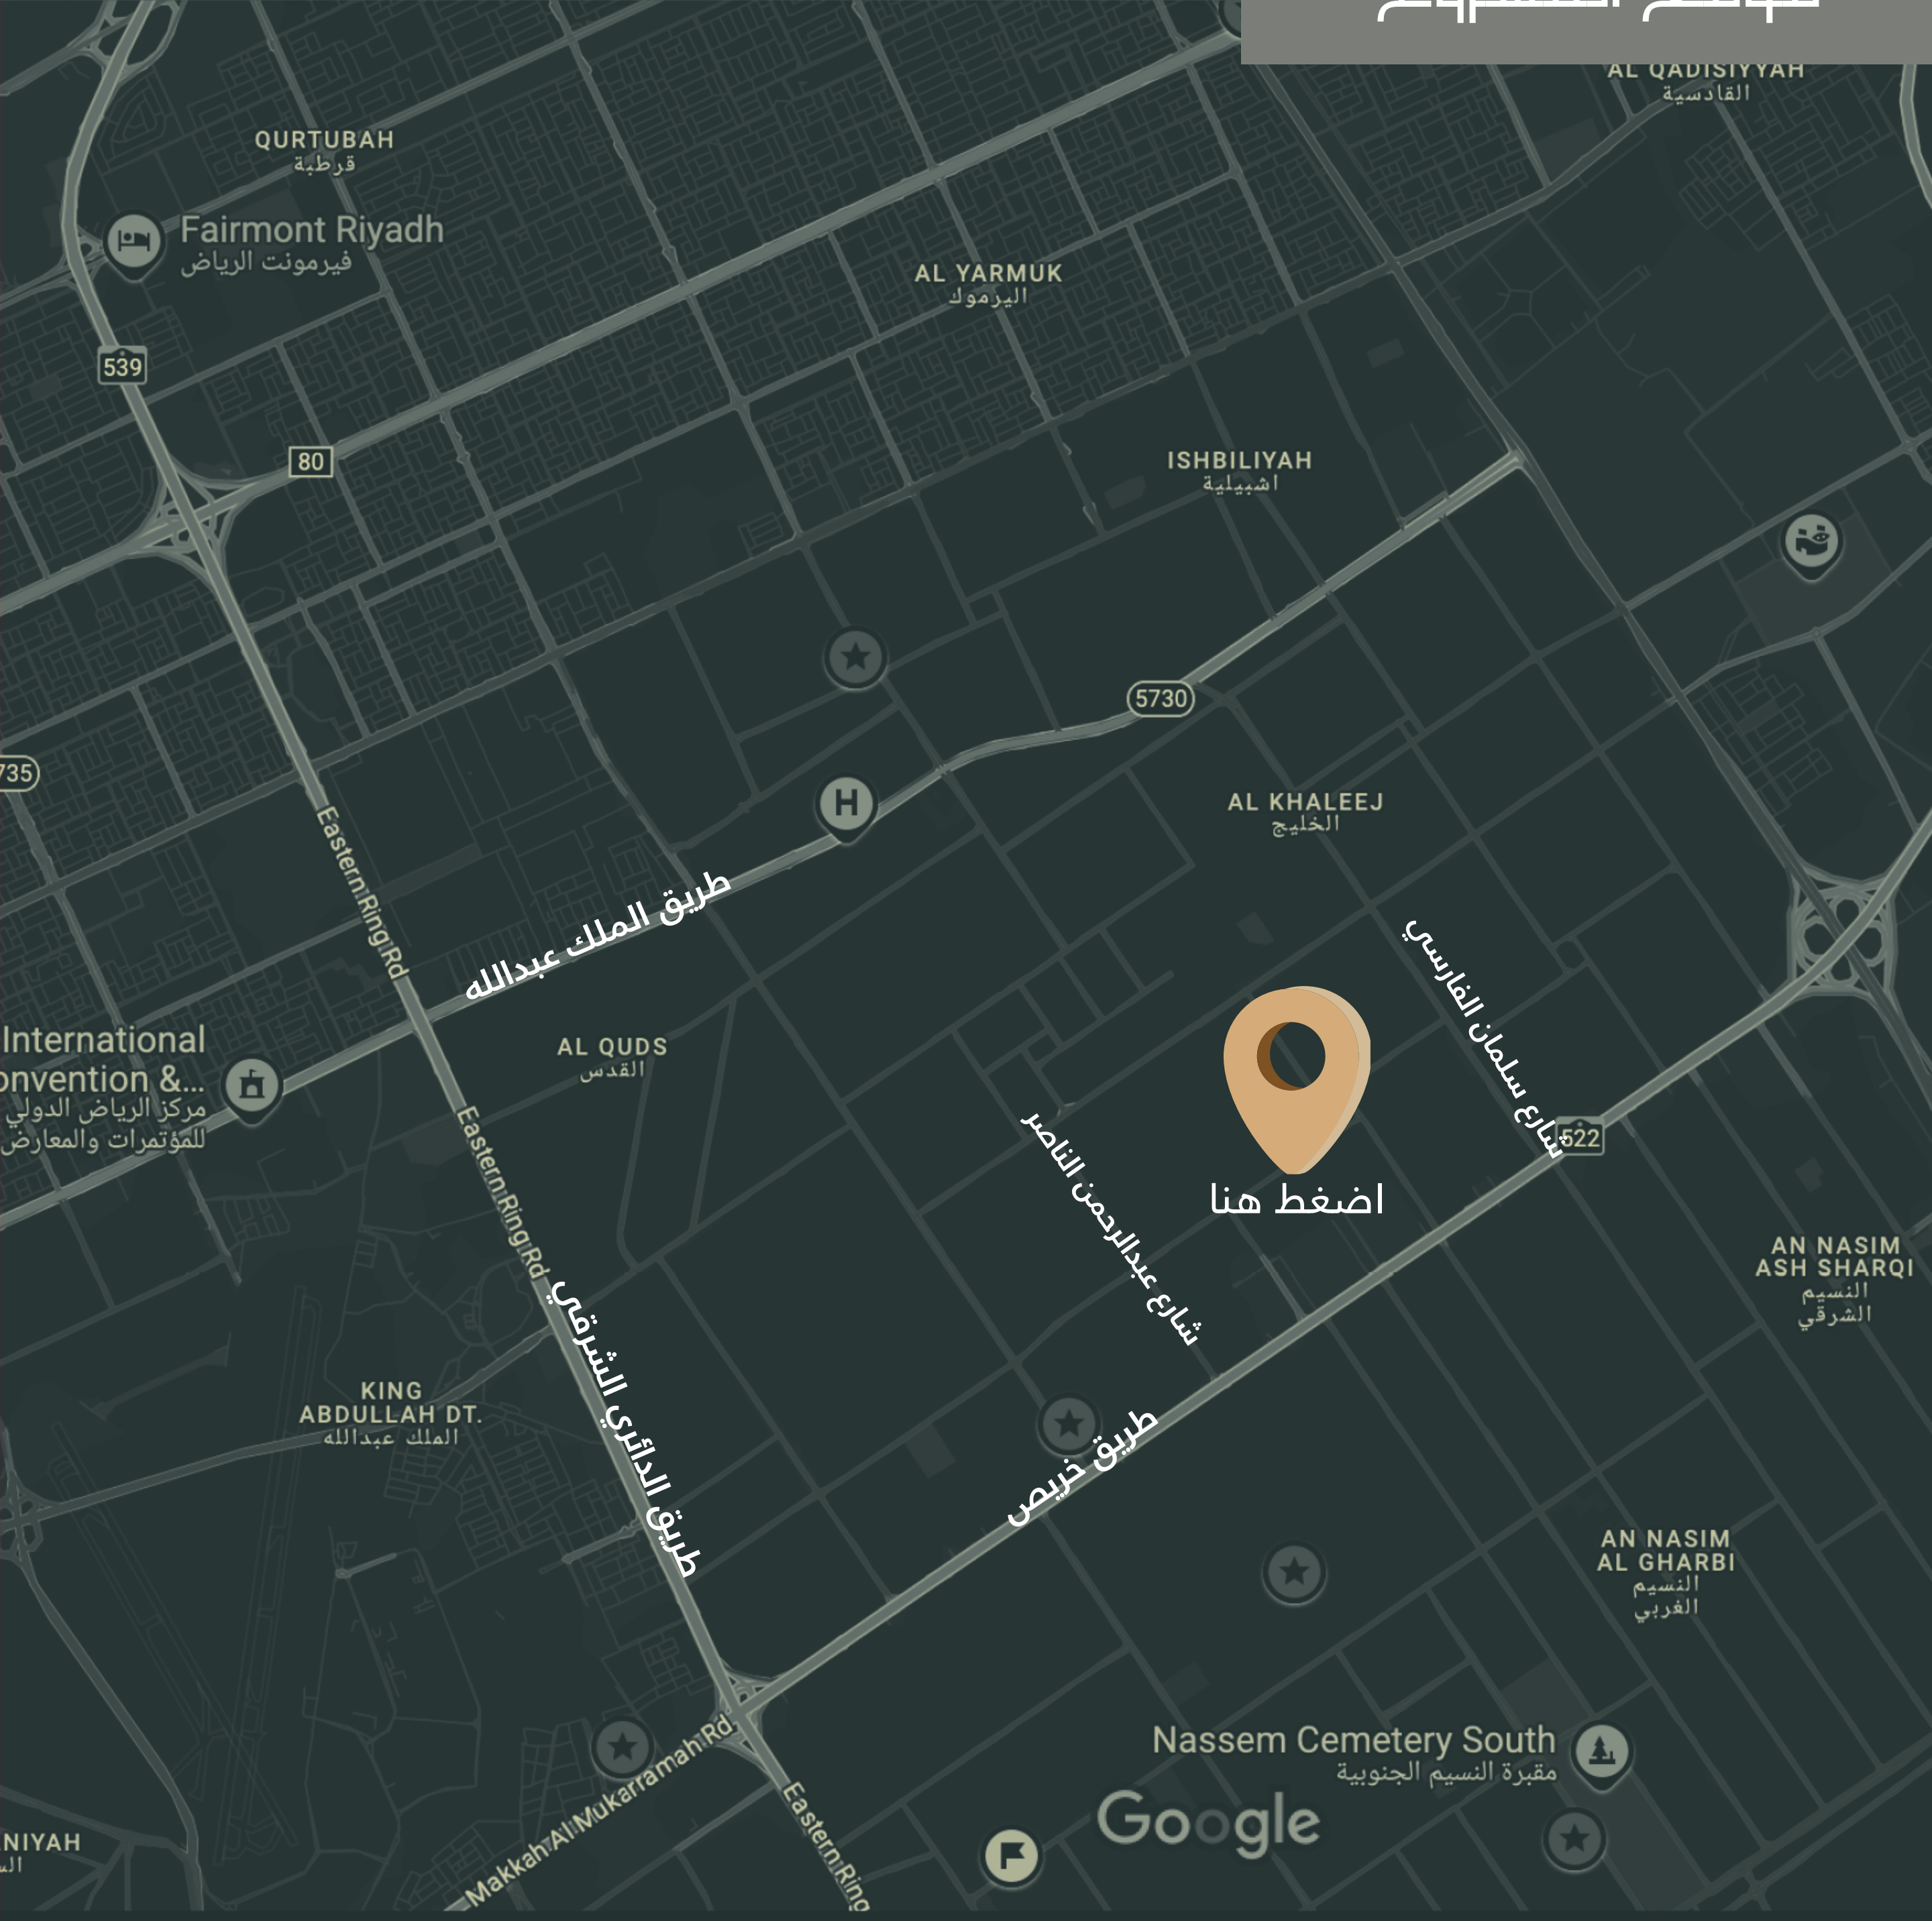 AL QADISIYYAH
القادسية
QURTUBAH
قرطبة
Fairmont Riyadh
فيرمونت الرياض
AL YARMUK
اليرموك
539
80
ISHBILIYAH
اشبيلية
5730
735
Eastern Ring Rd
H
AL KHALEEJ
الخليج
طريق الملك عبدالله
شارع سلمان الفارسي
International
onvention &...
مركز الرياض الدولي
للمؤتمرات والمعارض
AL QUDS
القدس
522
Eastern Ring Rd
شارع عبدالرحمن الناصر
اضغط هنا
AN NASIM
ASH SHARQI
النسيم
الشرقي
طريق الدائري الشرقي
KING
ABDULLAH DT.
الملك عبدالله
طريق خريص
AN NASIM
AL GHARBI
النسيم
الغربي
Nassem Cemetery South
مقبرة النسيم الجنوبية
Makkah Al Mukarramah Rd
Eastern Ring
Google
NIYAH